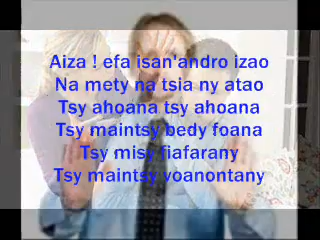 Aiza ! efa isan'andro izao
Na mety na tsia ny atao
Tsy ahoana tsy ahoana
Tsy maintsy bedy foana
Tsy misy fiafarany
Tsy maintsy voanontany